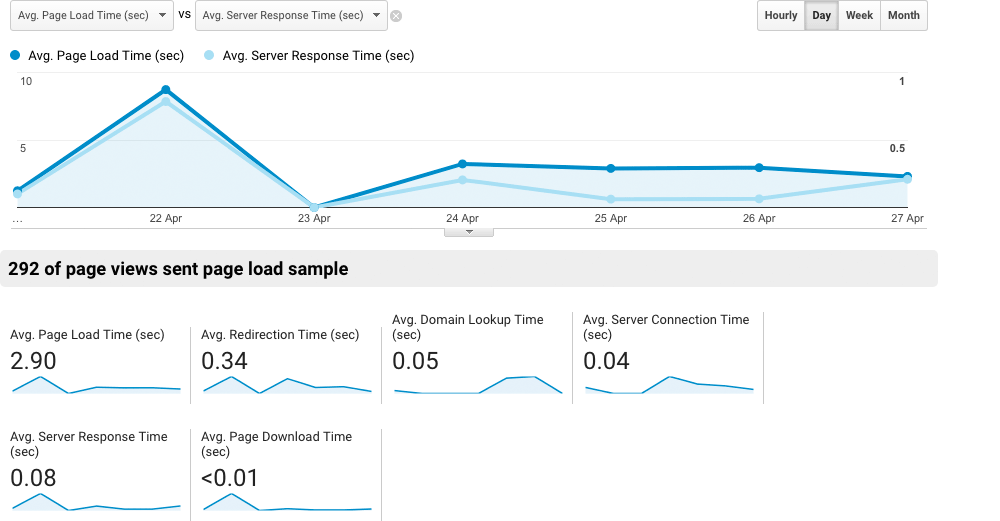 Avg. Page Load Time (sec) vs Avg. Server Response Time (sec) Hourly Day Week Month
Avg. Page Load Time (sec) Avg. Server Response Time (sec)
10 1
5 0.5
... 22 Apr 23 Apr 24 Apr 25 Apr 26 Apr 27 Apr
292 of page views sent page load sample
Avg. Page Load Time (sec)
2.90
Avg. Redirection Time (sec)
0.34
Avg. Domain Lookup Time
(sec)
0.05
Avg. Server Connection Time
(sec)
0.04
Avg. Server Response Time
(sec)
0.08
Avg. Page Download Time
(sec)
<0.01